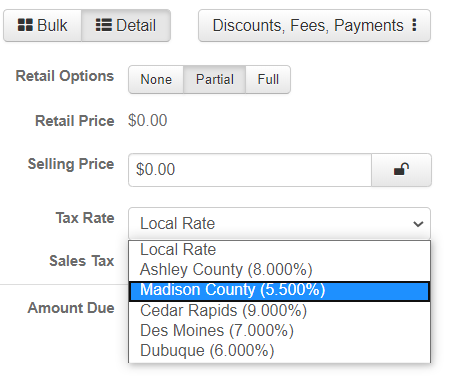 Bulk Detail Discounts, Fees, Payments
Retail Options None Partial Full
Retail Price $0.00
Selling Price $0.00
Tax Rate Local Rate
Local Rate
Sales Tax Ashley County (8.000%)
Madison County (5.500%)
Amount Due Cedar Rapids (9.000%)
Des Moines (7.000%)
Dubuque (6.000%)